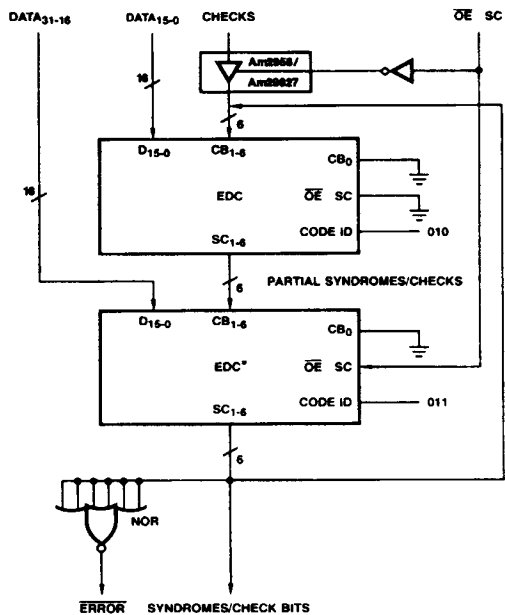 DATA31-16 DATA15-0 CHECKS OE SC
Am2958/
Am29827
16
6
D15-0 CB1-6 CB0
EDC OE SC
16
CODE ID 010
SC1-6
6 PARTIAL SYNDROMES/CHECKS
D15-0 CB1-6 CB0
EDC* OE SC
CODE ID 011
SC1-6
6
NOR
ERROR SYNDROMES/CHECK BITS